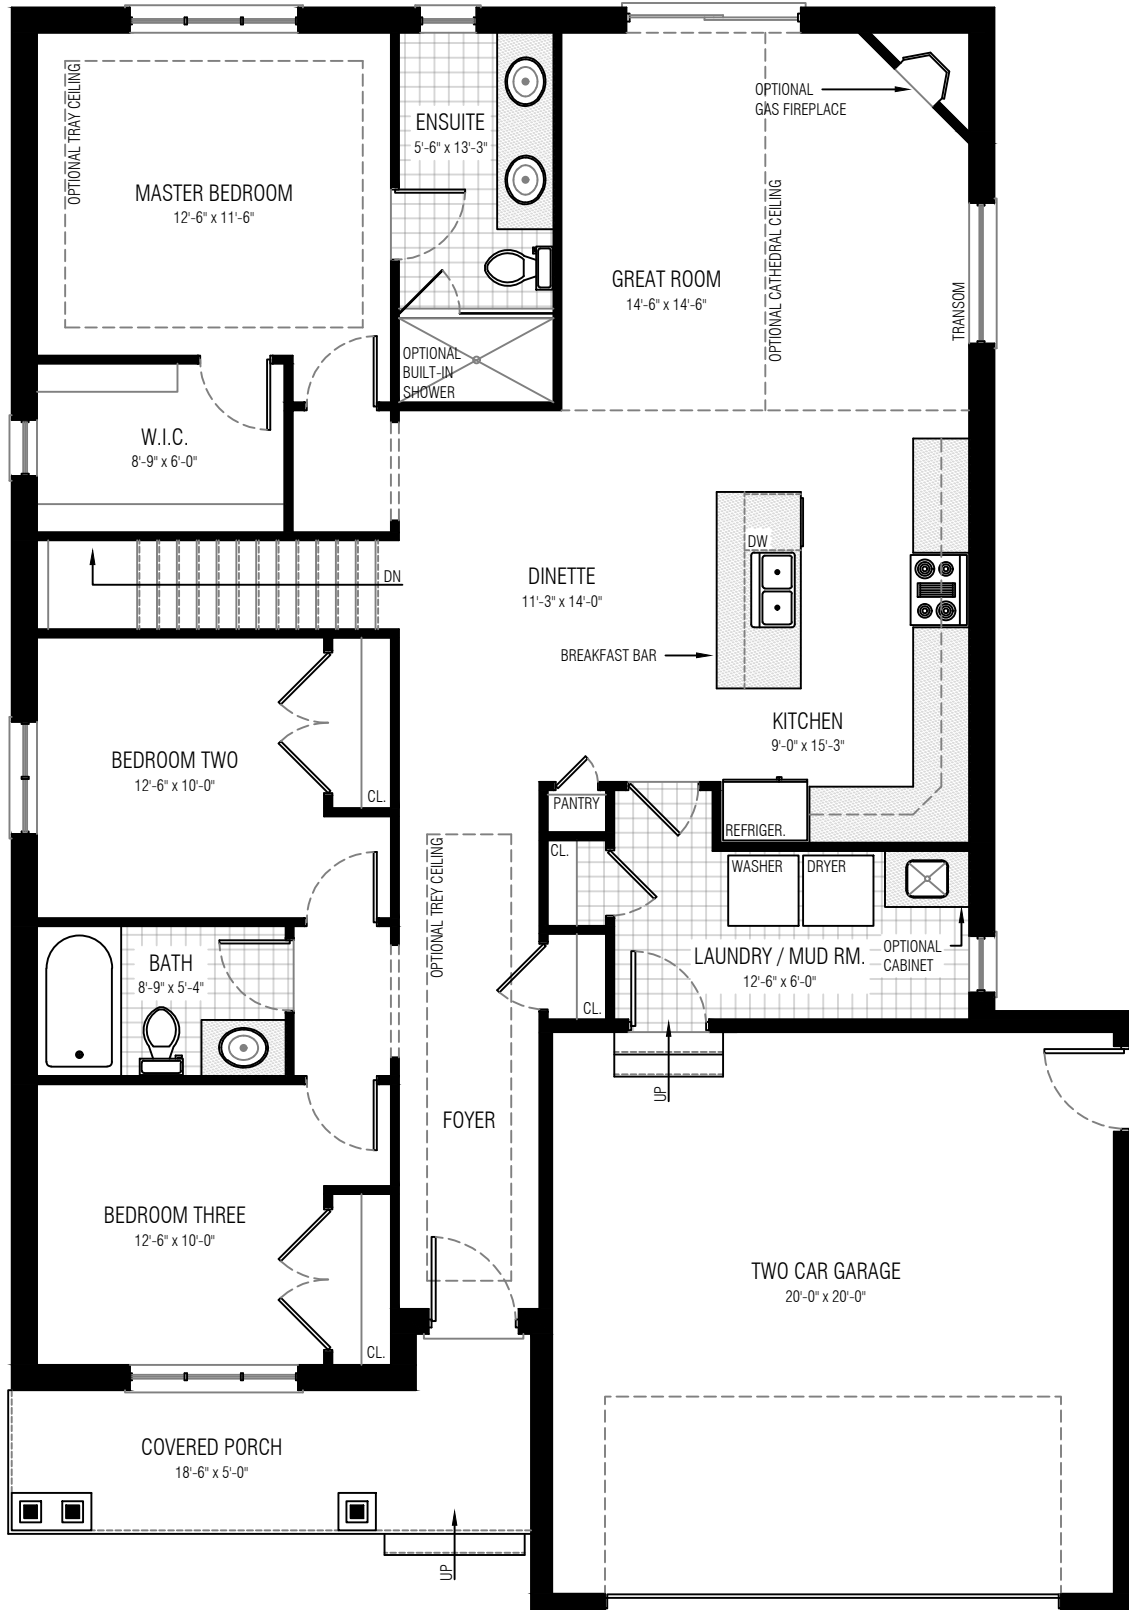 OPTIONAL TRAY CEILING
MASTER BEDROOM
12'-6" x 11'-6"
ENSUITE
5'-6" x 13'-3"
OPTIONAL
GAS FIREPLACE
GREAT ROOM
14'-6" x 14'-6"
OPTIONAL CATHEDRAL CEILING
TRANSOM
OPTIONAL
BUILT-IN
SHOWER
W.I.C.
8'-9" x 6'-0"
DN
DINETTE
11'-3" x 14'-0"
DW
BREAKFAST BAR
KITCHEN
9'-0" x 15'-3"
BEDROOM TWO
12'-6" x 10'-0"
CL.
PANTRY
REFRIGER.
OPTIONAL TREY CEILING
CL.
WASHER
DRYER
BATH
8'-9" x 5'-4"
LAUNDRY / MUD RM.
12'-6" x 6'-0"
OPTIONAL
CABINET
CL.
UP
FOYER
BEDROOM THREE
12'-6" x 10'-0"
CL.
TWO CAR GARAGE
20'-0" x 20'-0"
COVERED PORCH
18'-6" x 5'-0"
UP